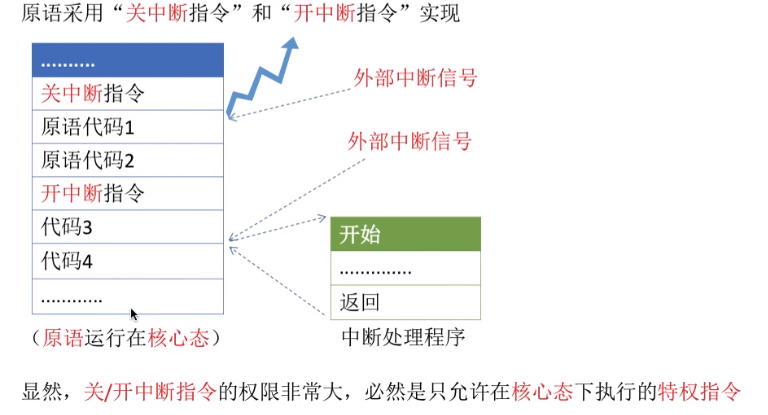 原语采用“关中断指令”和“开中断指令”实现
..........
关中断指令
外部中断信号
原语代码1
外部中断信号
原语代码2
开中断指令
代码3
开始
代码4
..............
............
返回
（原语运行在核心态）
中断处理程序
显然，关/开中断指令的权限非常大，必然是只允许在核心态下执行的特权指令